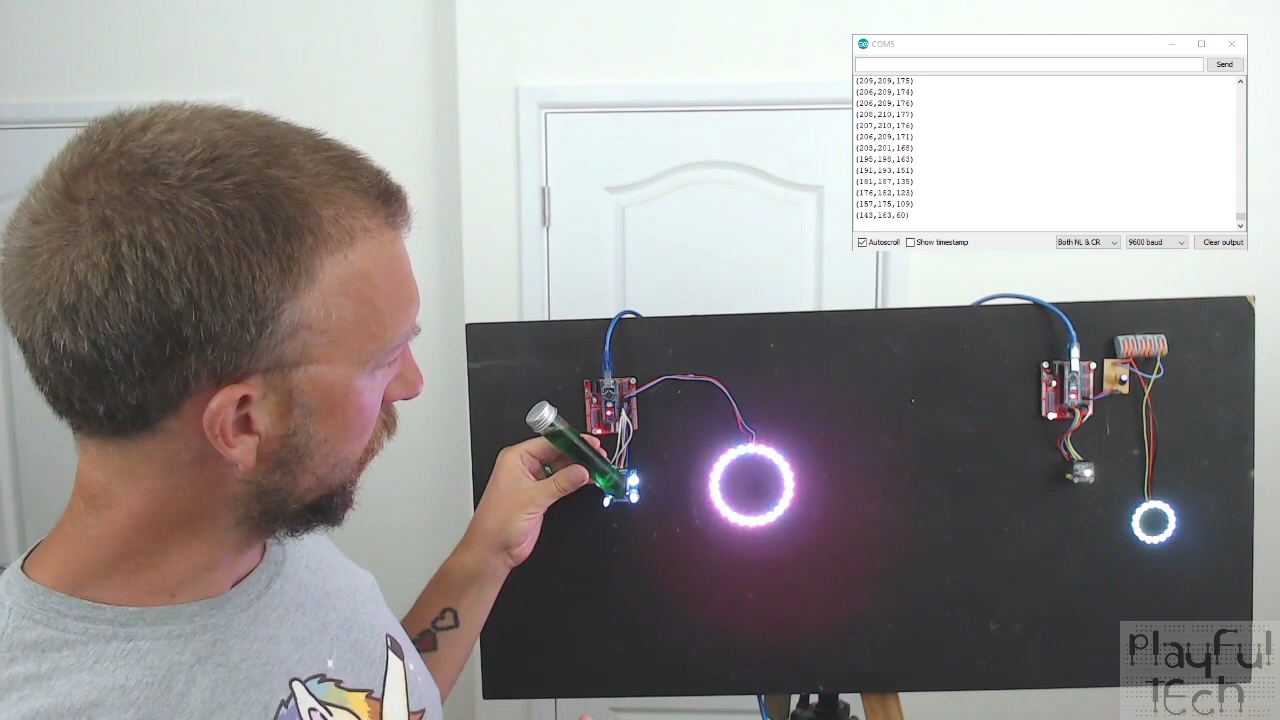 COM5
Send
(209,209,175)
(206,209,174)
(206,209,176)
(208,210,177)
(207,210,176)
(206,209,171)
(203,201,168)
(195,198,163)
(191,193,151)
(181,187,135)
(176,182,123)
(157,175,109)
(143,163,60)
Autoscroll Show timestamp Both NL & CR 9600 baud Clear output
Playful
tech